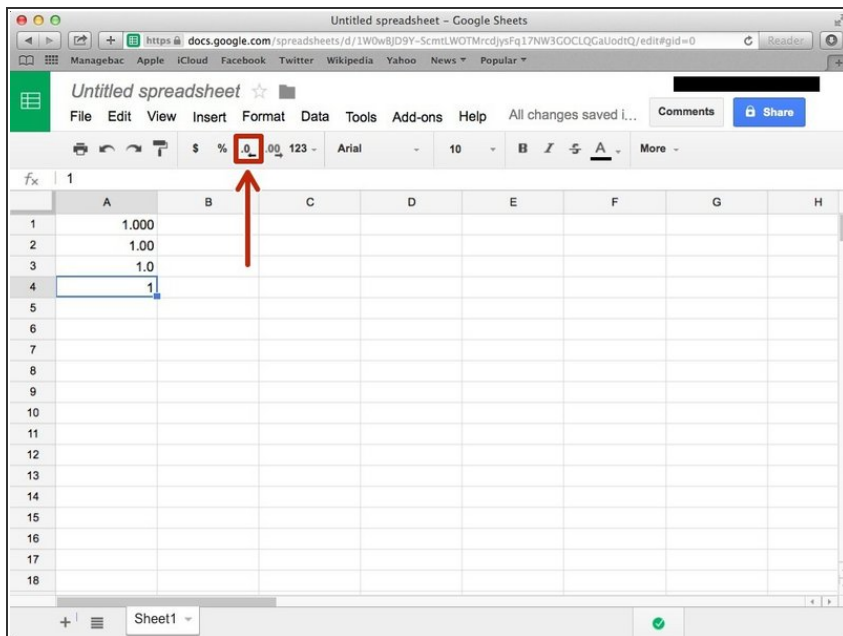 Untitled spreadsheet – Google Sheets
https docs.google.com/spreadsheets/d/1W0wBJD9Y-ScmtLWOTMrcdjysFq17NW3GOCLQGaUodtQ/edit#gid=0 Reader
Managebac Apple iCloud Facebook Twitter Wikipedia Yahoo News Popular
Untitled spreadsheet
File Edit View Insert Format Data Tools Add-ons Help All changes saved i... Comments Share
$ % .0 .00 123 Arial 10 B I S A More
fx 1
A B C D E F G H
1 1.000
2 1.00
3 1.0
4 1
5
6
7
8
9
10
11
12
13
14
15
16
17
18
+ Sheet1